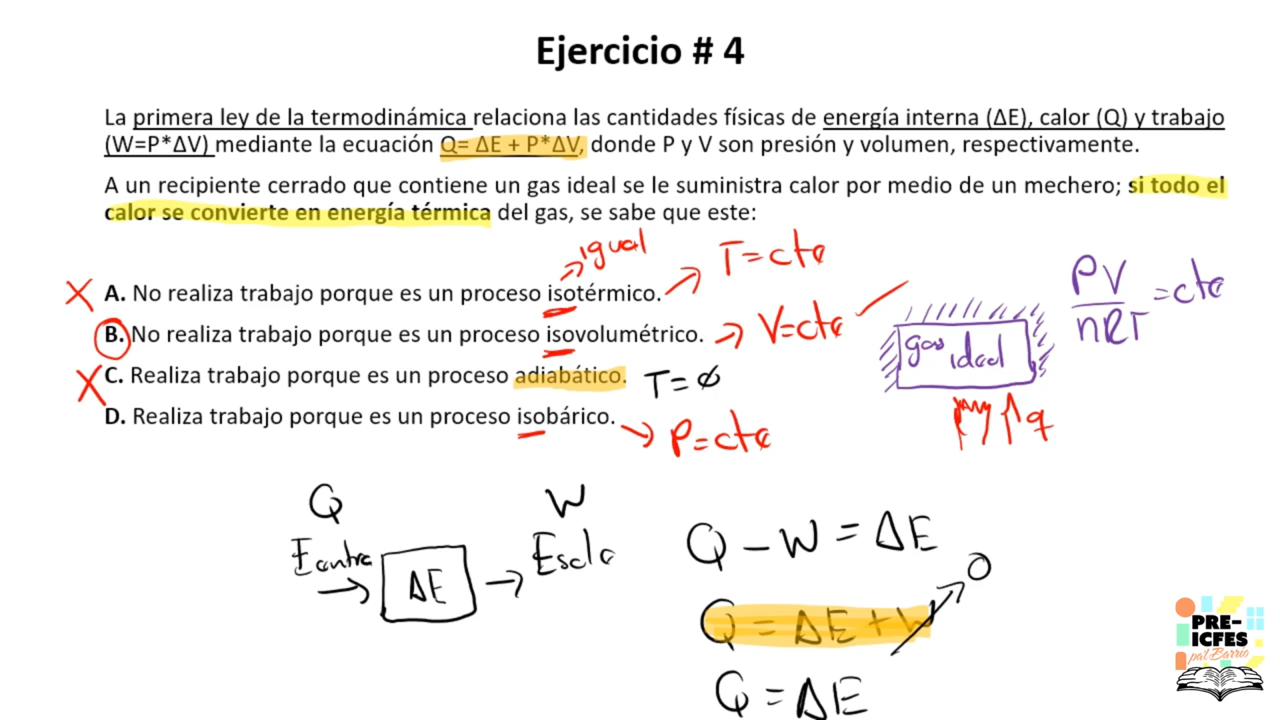 Ejercicio # 4
La primera ley de la termodinámica relaciona las cantidades físicas de energía interna (ΔE), calor (Q) y trabajo
(W=P*ΔV) mediante la ecuación Q= ΔE + P*ΔV, donde P y V son presión y volumen, respectivamente.
A un recipiente cerrado que contiene un gas ideal se le suministra calor por medio de un mechero; si todo el
calor se convierte en energía térmica del gas, se sabe que este:
igual
A. No realiza trabajo porque es un proceso isotérmico. T=cte
B. No realiza trabajo porque es un proceso isovolumétrico. V=cte
C. Realiza trabajo porque es un proceso adiabático. T=∅
D. Realiza trabajo porque es un proceso isobárico. P=cte
gas ideal
PV
nRT =cte
q
Q
Eentra
ΔE
W
Esale
Q - W = ΔE
Q = ΔE + W 0
Q = ΔE
PRE-
ICFES
pal Barrio